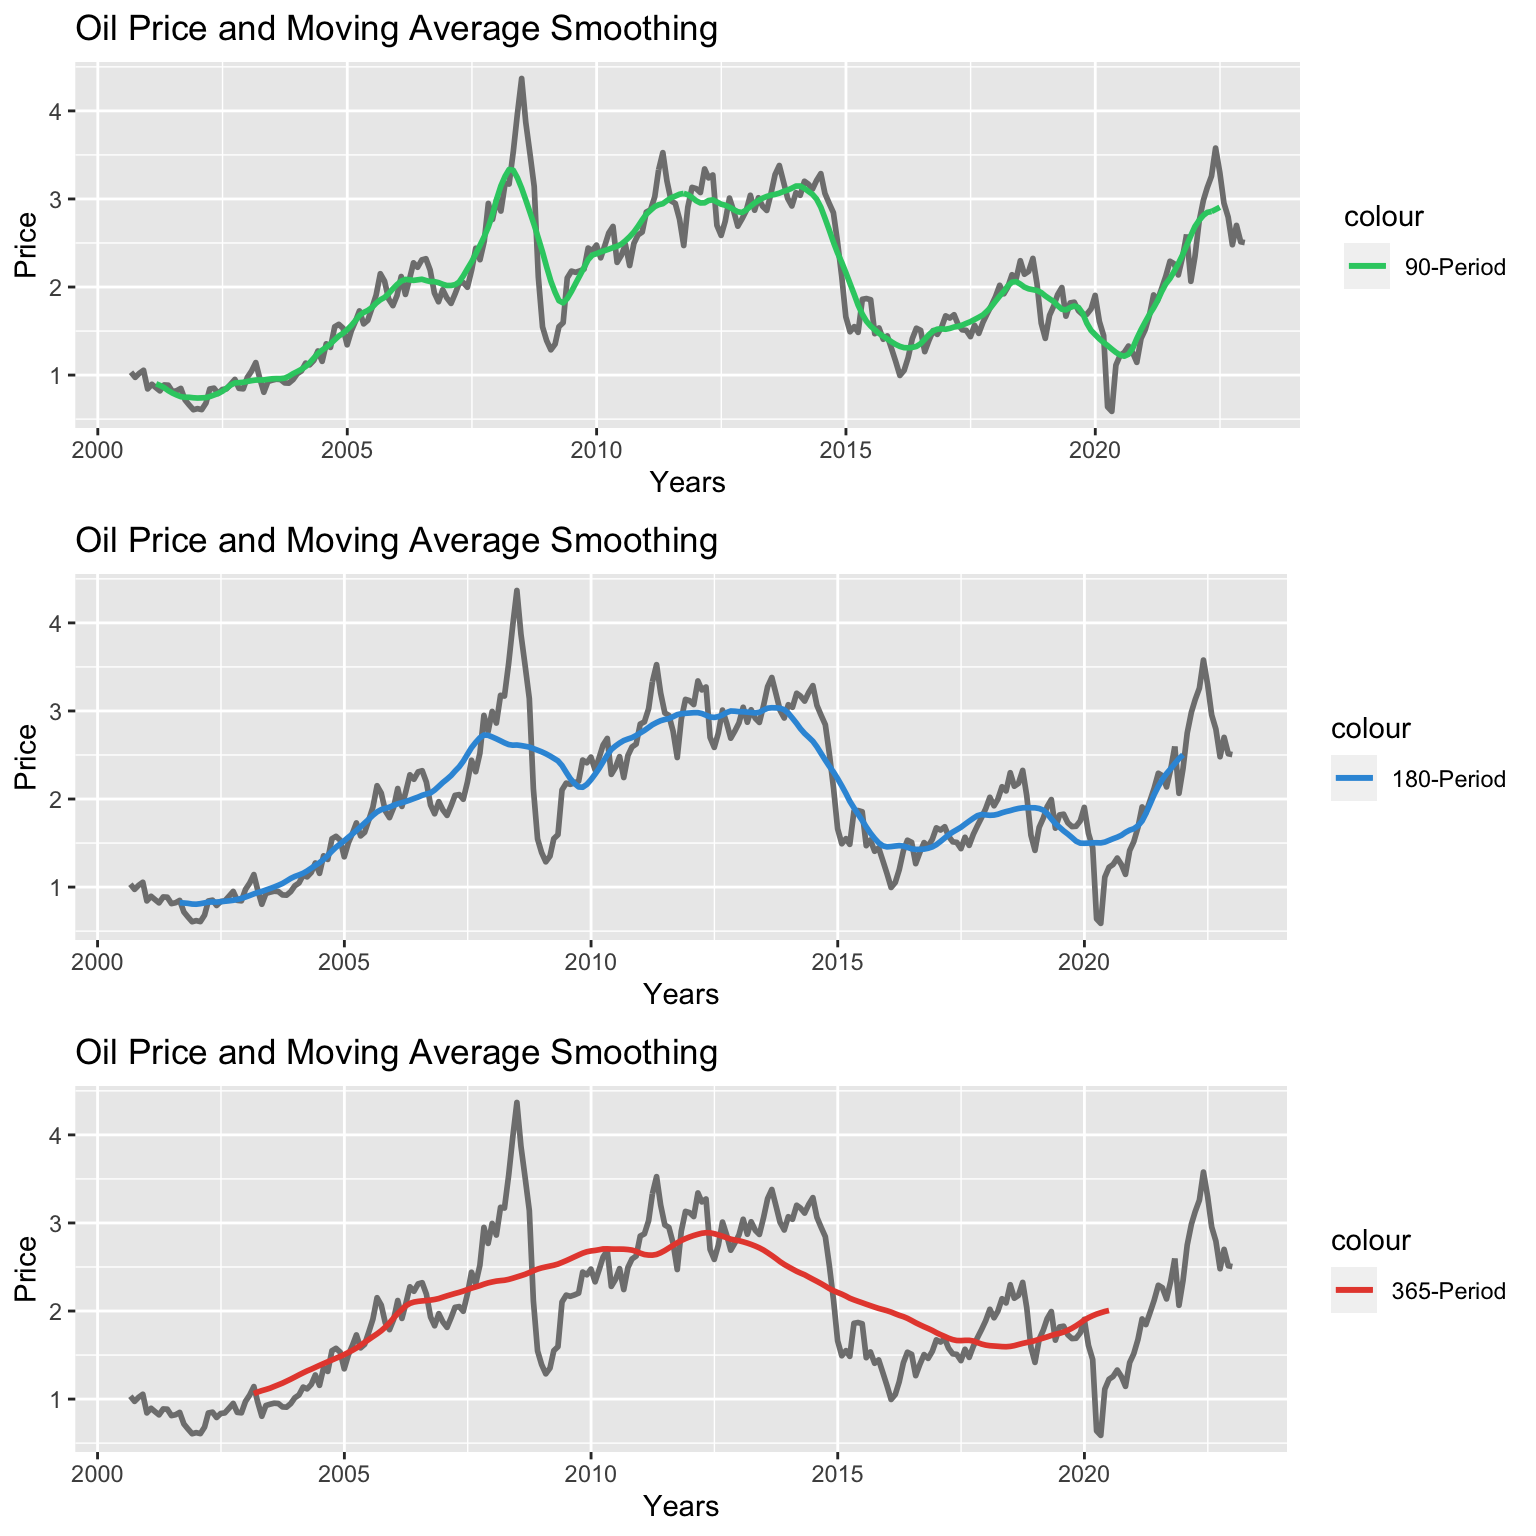 Oil Price and Moving Average Smoothing
4
3
2
1
Price
2000 2005 2010 2015 2020
Years
colour
90-Period
Oil Price and Moving Average Smoothing
4
3
2
1
Price
2000 2005 2010 2015 2020
Years
colour
180-Period
Oil Price and Moving Average Smoothing
4
3
2
1
Price
2000 2005 2010 2015 2020
Years
colour
365-Period